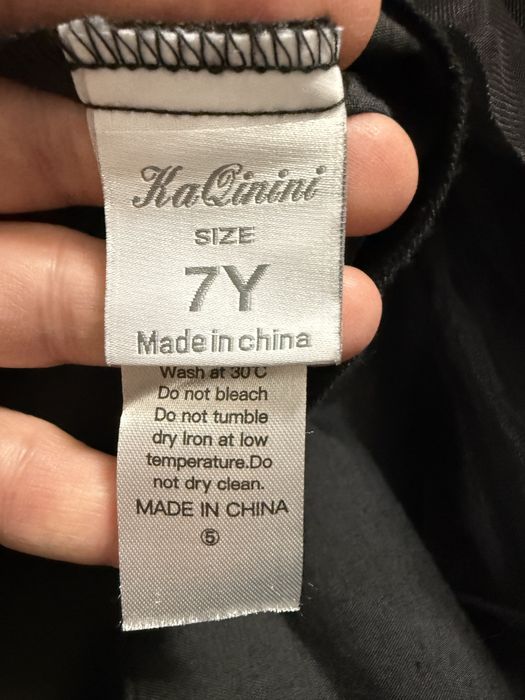 KaQinini
SIZE
7Y
Made in china
Wash at 30 C
Do not bleach
Do not tumble
dry Iron at low
temperature.Do
not dry clean.
MADE IN CHINA
⑤